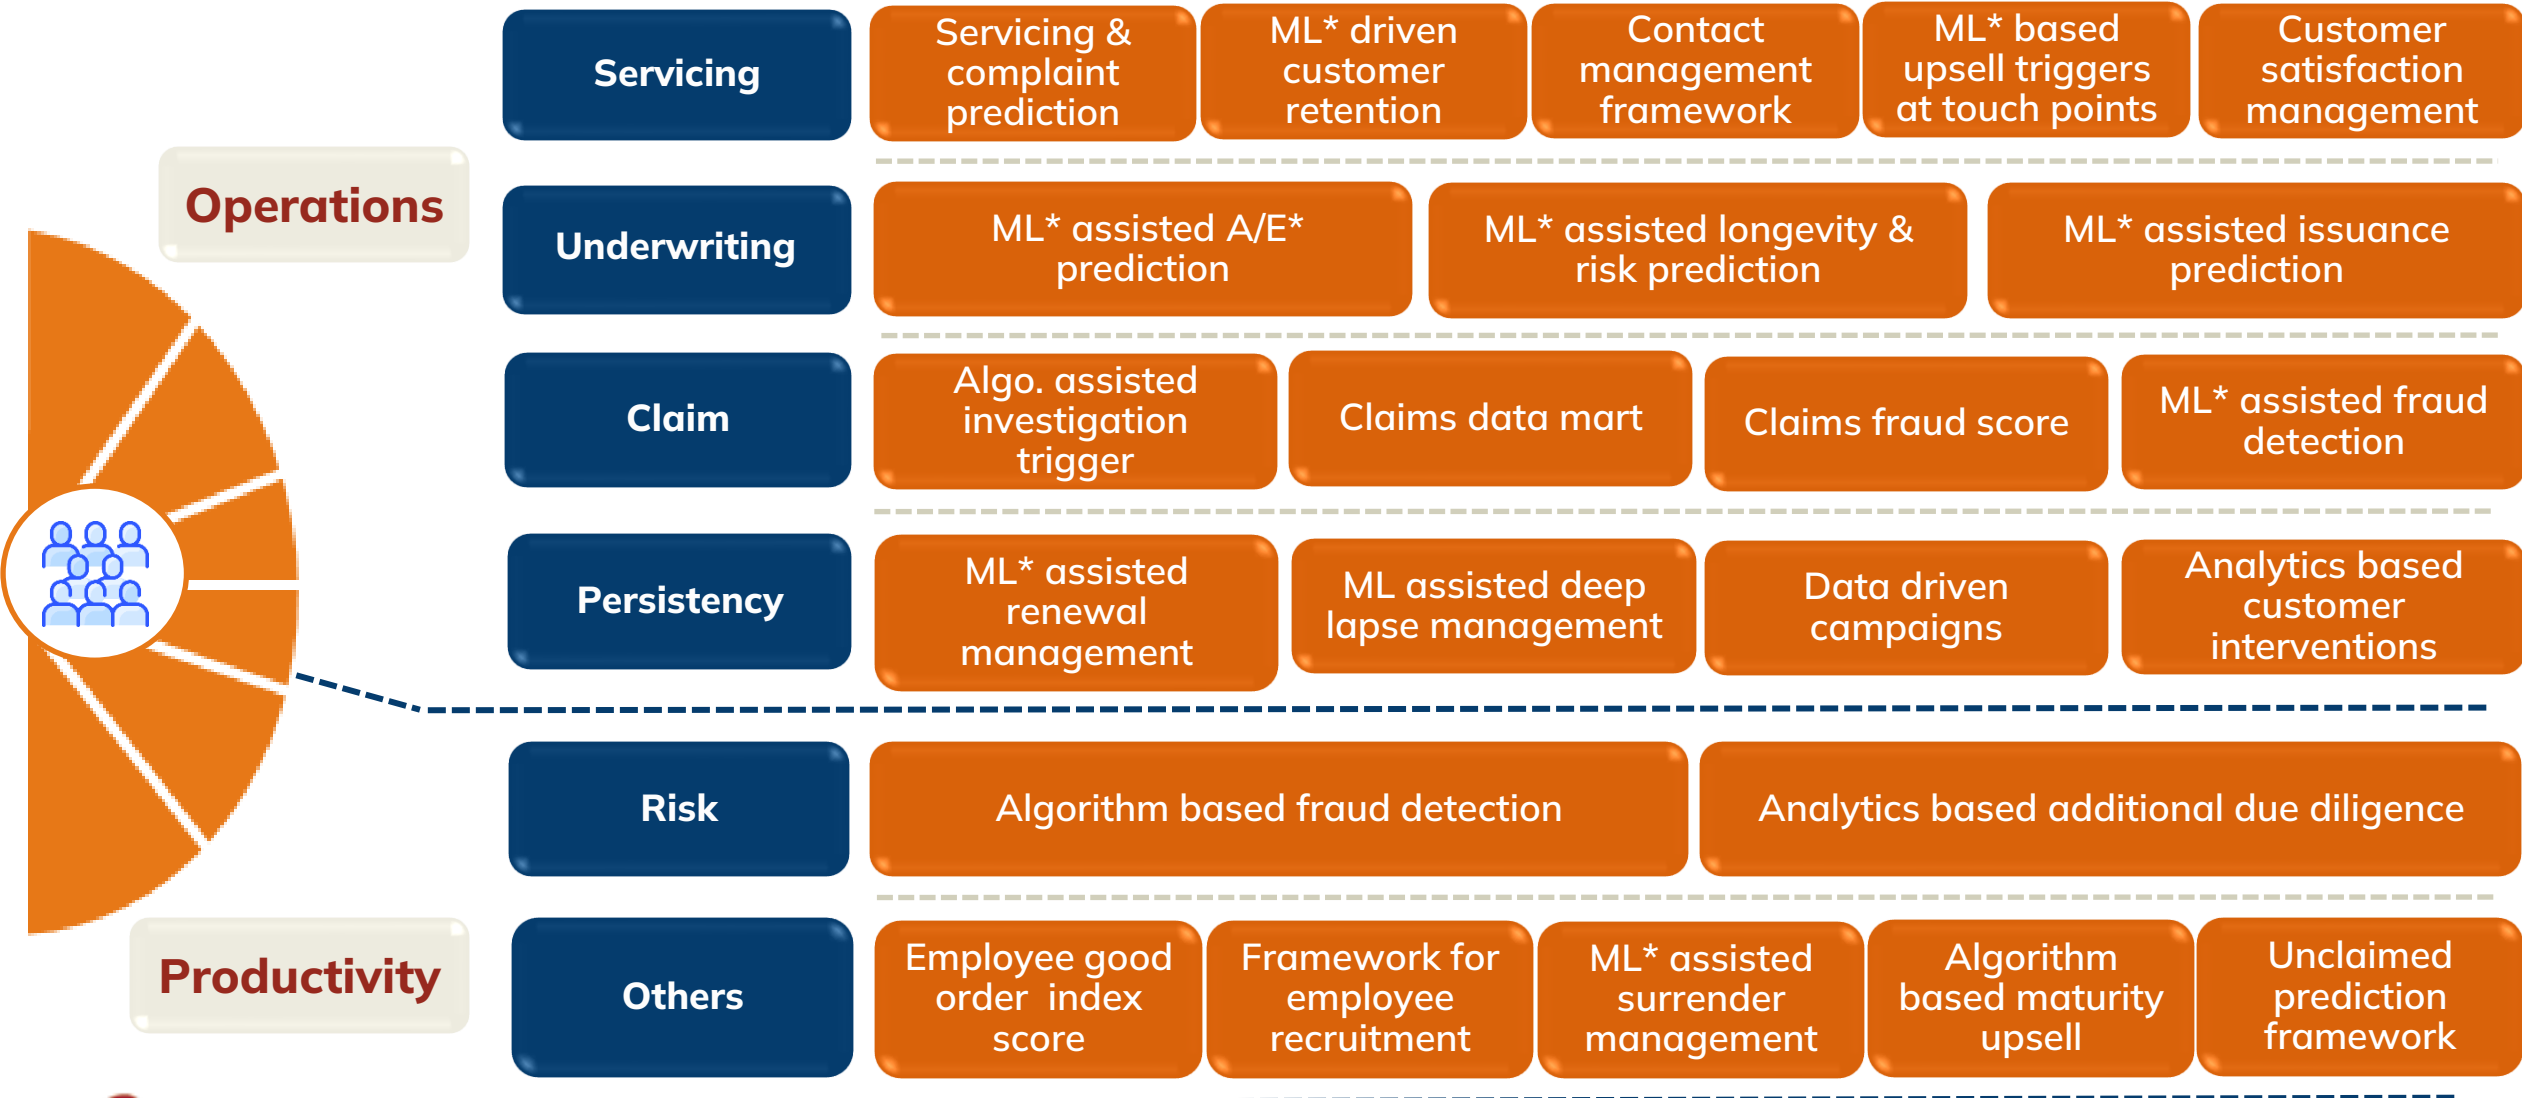 Operations
Servicing
Servicing &
complaint
prediction
ML* driven
customer
retention
Contact
management
framework
ML* based
upsell triggers
at touch points
Customer
satisfaction
management
Underwriting
ML* assisted A/E*
prediction
ML* assisted longevity &
risk prediction
ML* assisted issuance
prediction
Claim
Algo. assisted
investigation
trigger
Claims data mart
Claims fraud score
ML* assisted fraud
detection
Persistency
ML* assisted
renewal
management
ML assisted deep
lapse management
Data driven
campaigns
Analytics based
customer
interventions
Productivity
Risk
Algorithm based fraud detection
Analytics based additional due diligence
Others
Employee good
order  index
score
Framework for
employee
recruitment
ML* assisted
surrender
management
Algorithm
based maturity
upsell
Unclaimed
prediction
framework